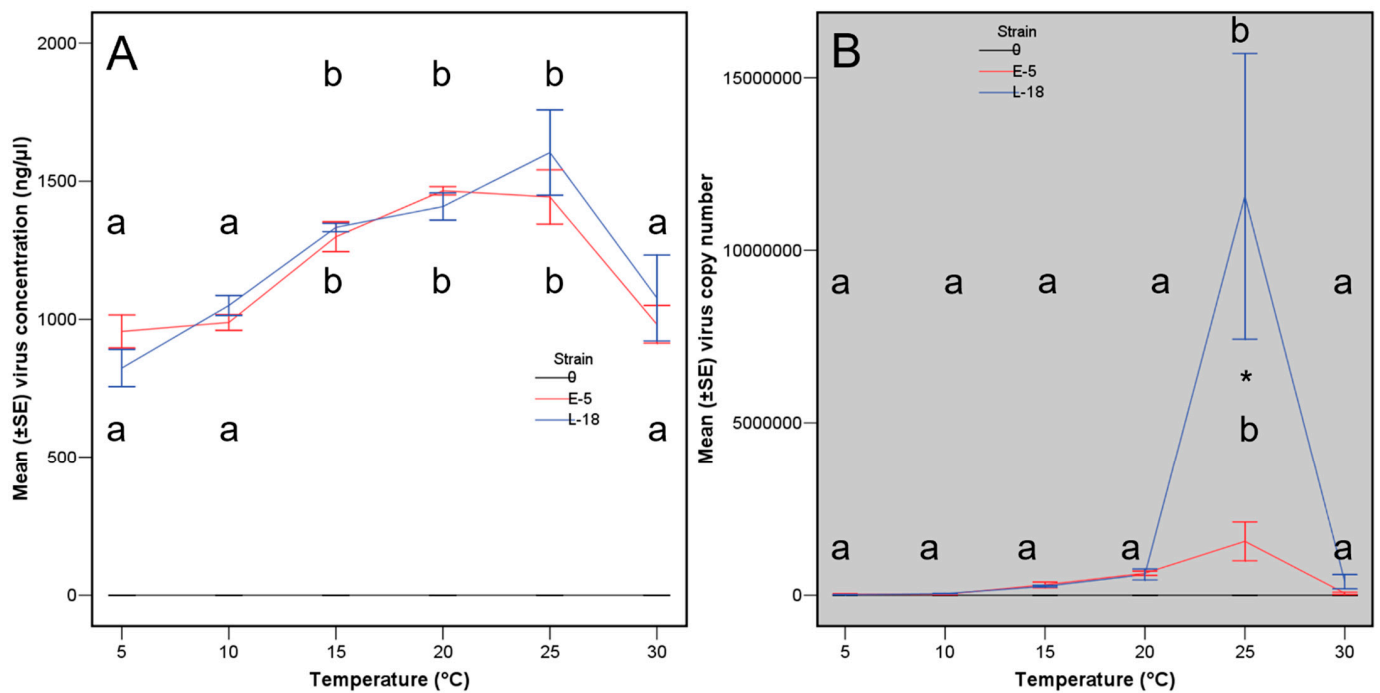 A
Mean (±SE) virus concentration (ng/µl)
2000
1500
1000
500
0
b b b
a a a
b b b
a a a
Strain
0
E-5
L-18
5 10 15 20 25 30
Temperature (°C)
B
Mean (±SE) virus copy number
15000000
10000000
5000000
0
Strain
0
E-5
L-18
b
a a a a a
*
b
a a a a a
5 10 15 20 25 30
Temperature (°C)